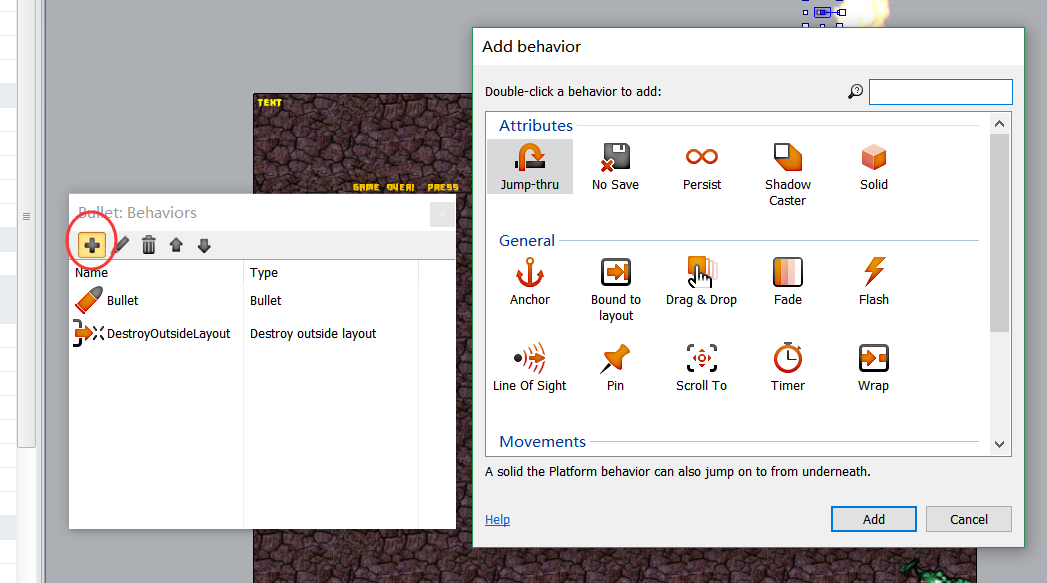 TEXT
GAME OVER! PRESS
Bullet: Behaviors
Name
Type
Bullet
Bullet
DestroyOutsideLayout
Destroy outside layout
Add behavior
Double-click a behavior to add:
Attributes
Jump-thru
No Save
Persist
Shadow
Caster
Solid
General
Anchor
Bound to
layout
Drag & Drop
Fade
Flash
Line Of Sight
Pin
Scroll To
Timer
Wrap
Movements
A solid the Platform behavior can also jump on to from underneath.
Help
Add
Cancel